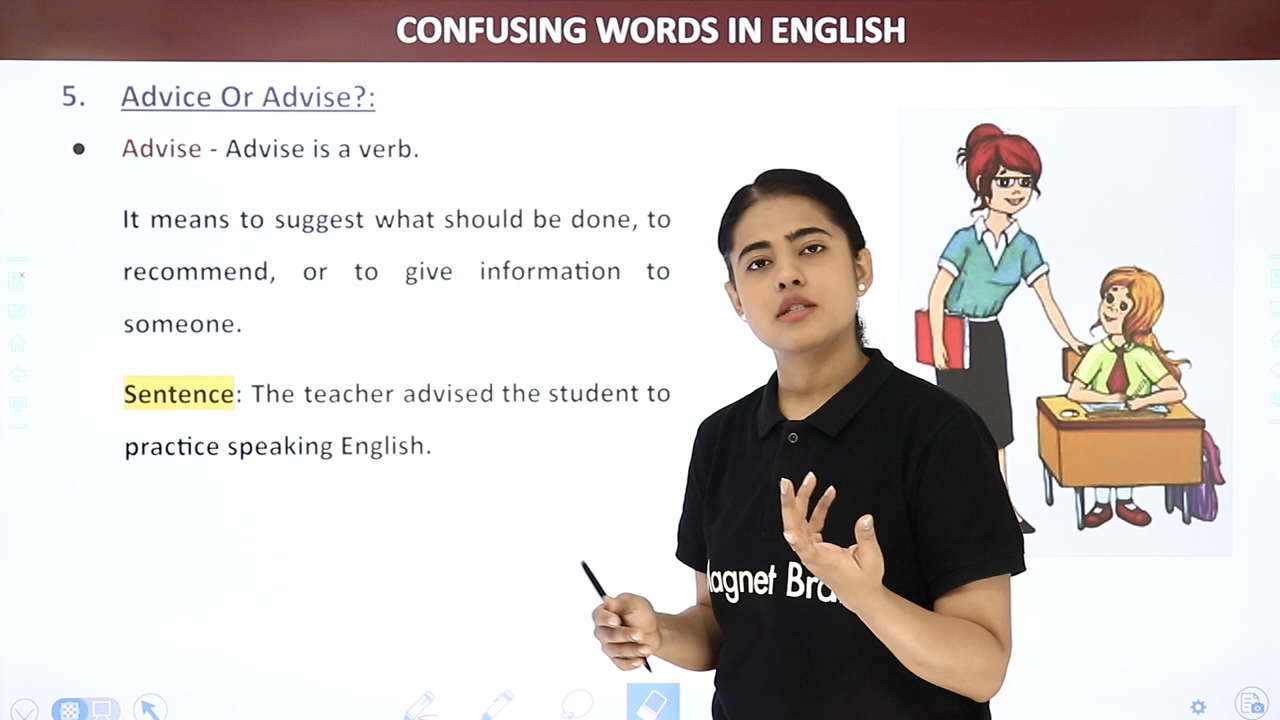 CONFUSING WORDS IN ENGLISH
5. Advice Or Advise?:
• Advise - Advise is a verb.
It means to suggest what should be done, to
recommend, or to give information to
someone.
Sentence: The teacher advised the student to
practice speaking English.
agnet Bra